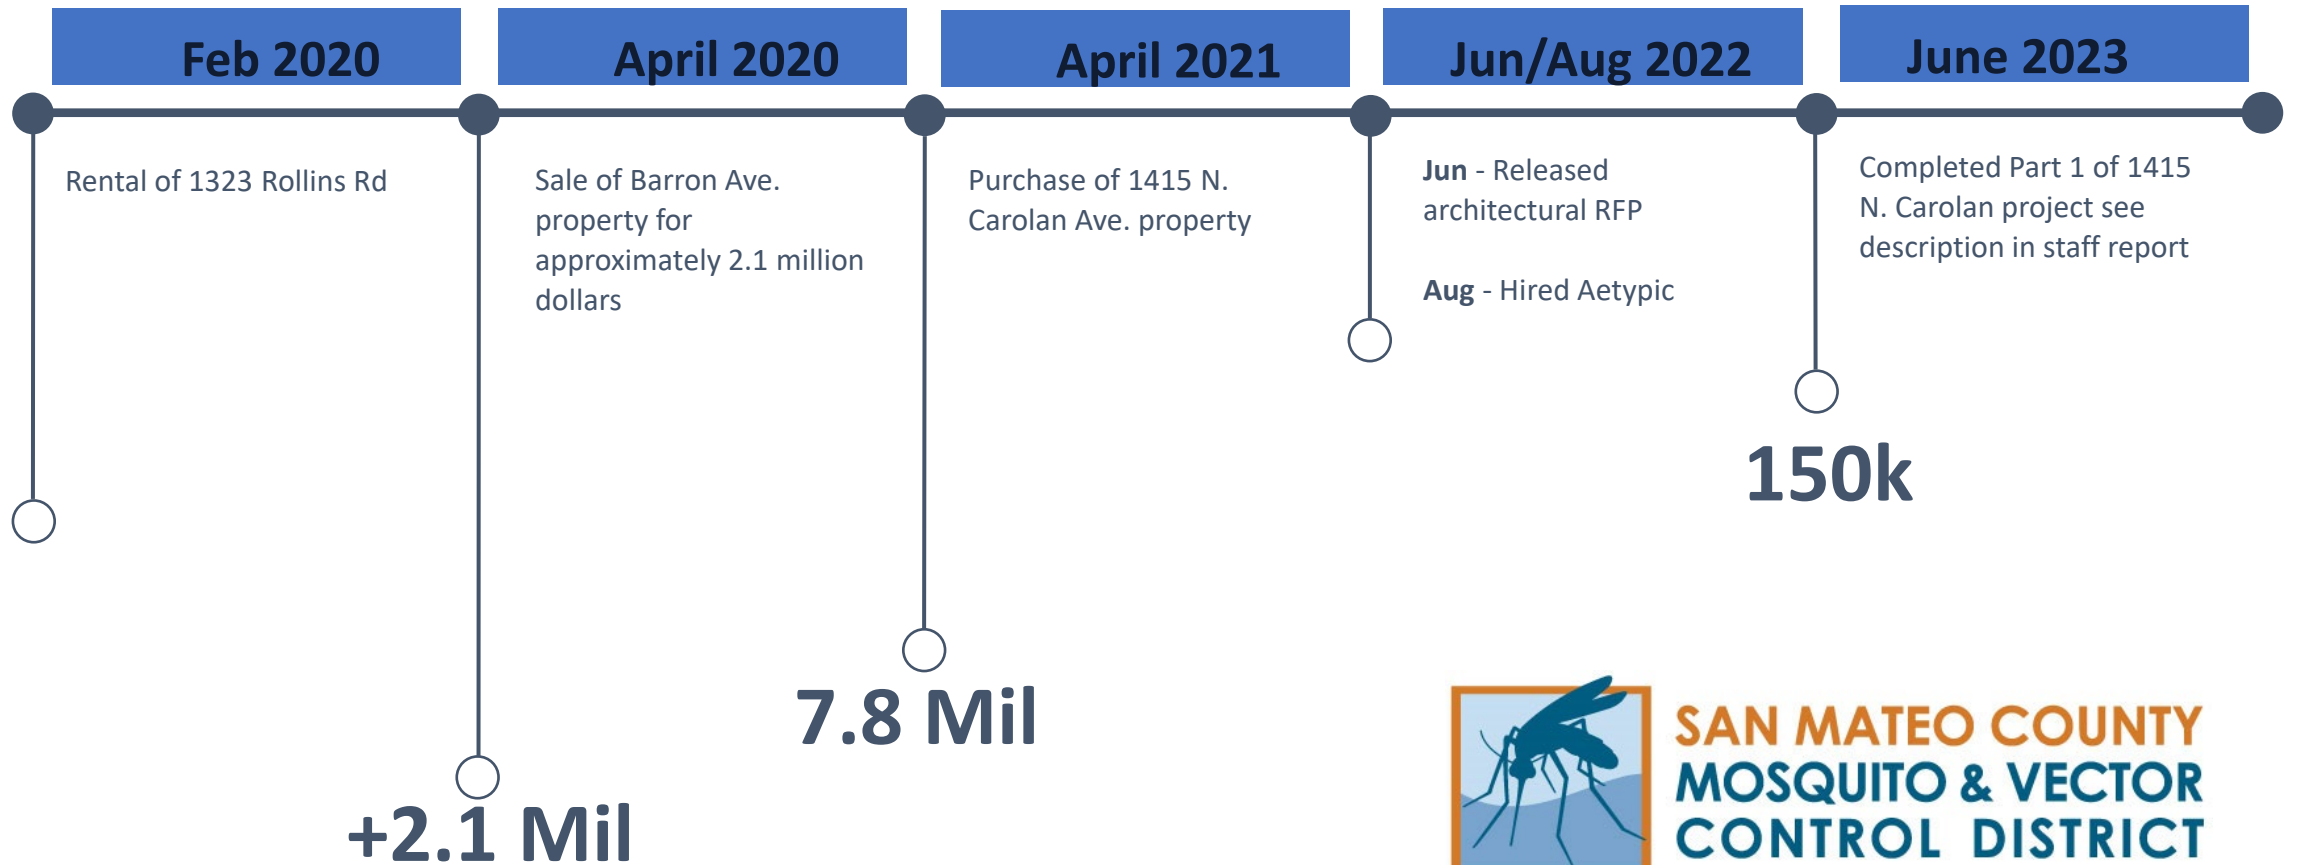 Feb 2020
April 2020
April 2021
Jun/Aug 2022
June 2023
Rental of 1323 Rollins Rd
Sale of Barron Ave.
property for
approximately 2.1 million
dollars
Purchase of 1415 N.
Carolan Ave. property
Jun - Released
architectural RFP
Aug - Hired Aetypic
Completed Part 1 of 1415
N. Carolan project see
description in staff report
150k
7.8 Mil
+2.1 Mil
SAN MATEO COUNTY
MOSQUITO & VECTOR
CONTROL DISTRICT